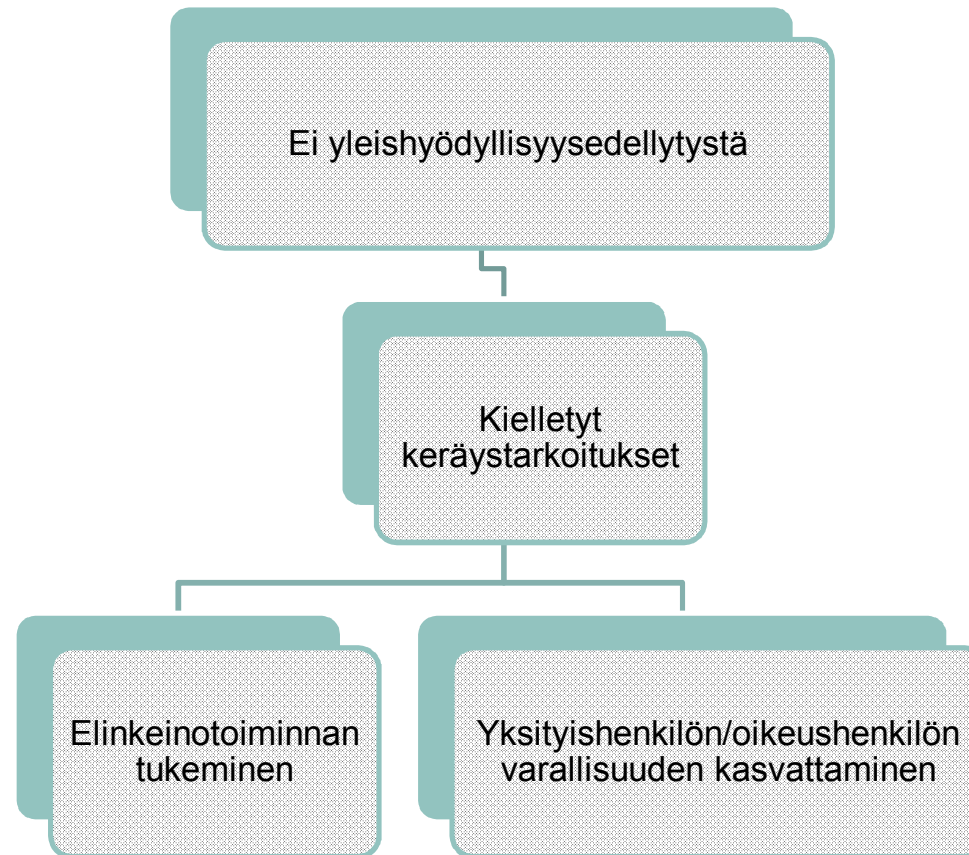 Ei yleishyödyllisyysedellytystä
Kielletyt
keräystarkoitukset
Elinkeinotoiminnan
tukeminen
Yksityishenkilön/oikeushenkilön
varallisuuden kasvattaminen